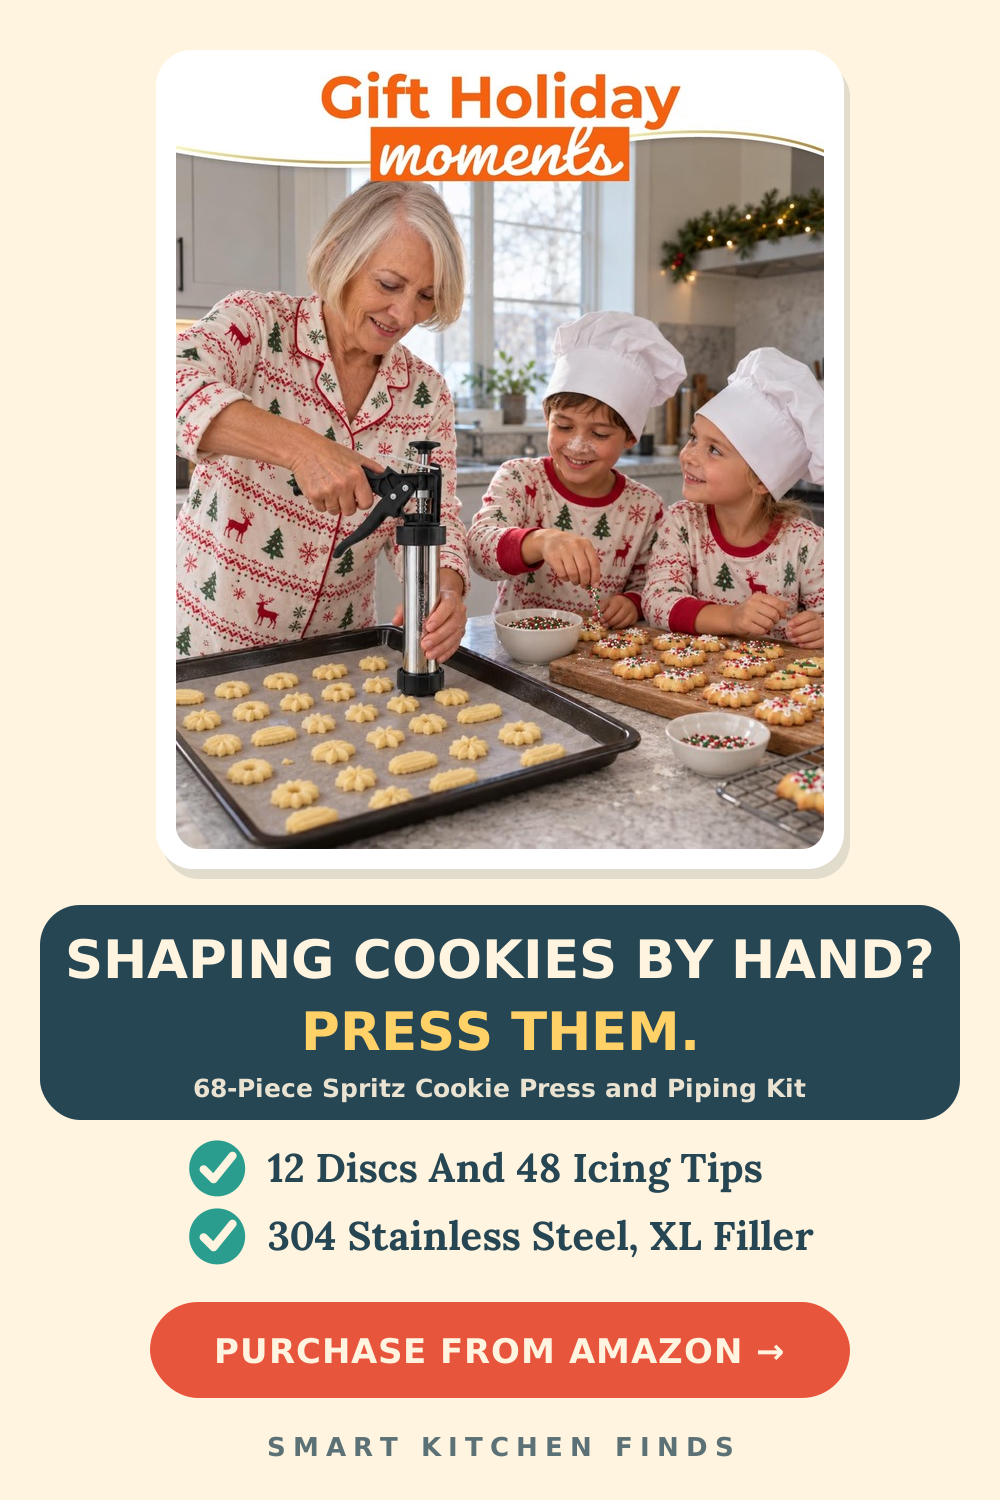 Gift Holiday
moments
SHAPING COOKIES BY HAND?
PRESS THEM.
68-Piece Spritz Cookie Press and Piping Kit
12 Discs And 48 Icing Tips
304 Stainless Steel, XL Filler
PURCHASE FROM AMAZON →
SMART KITCHEN FINDS